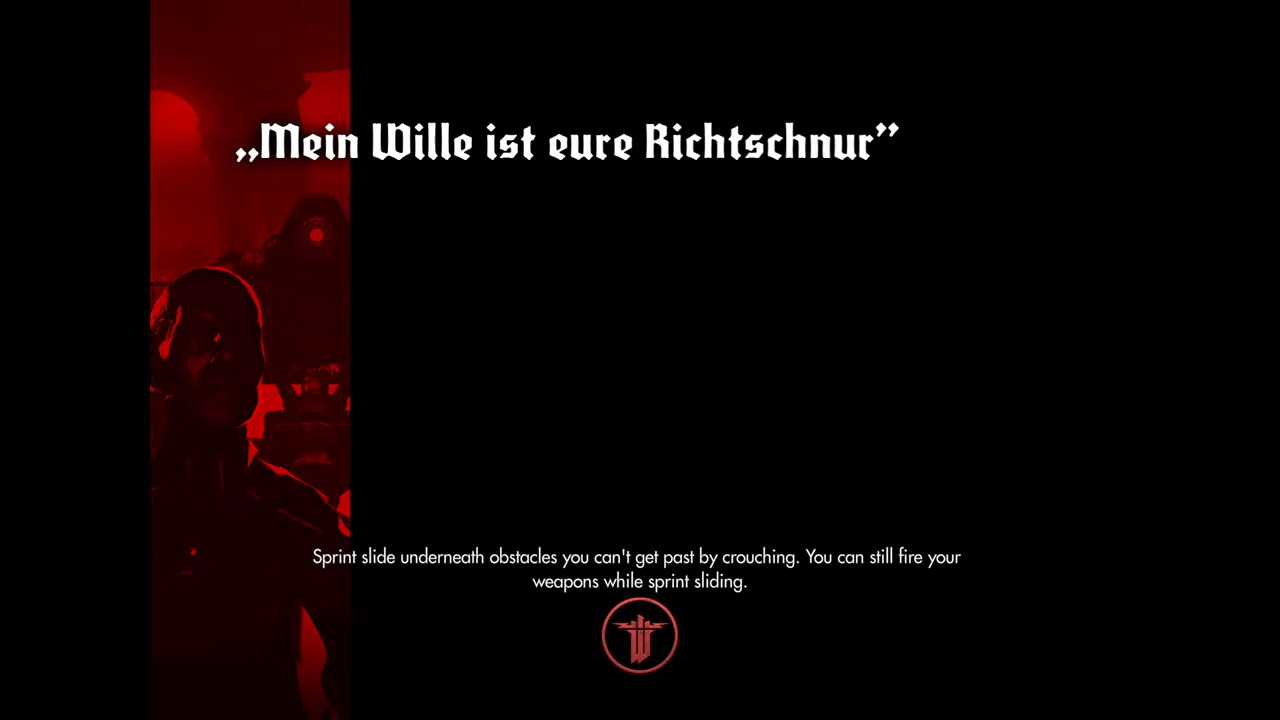 „Mein Wille ist eure Richtschnur”
Sprint slide underneath obstacles you can't get past by crouching. You can still fire your
weapons while sprint sliding.